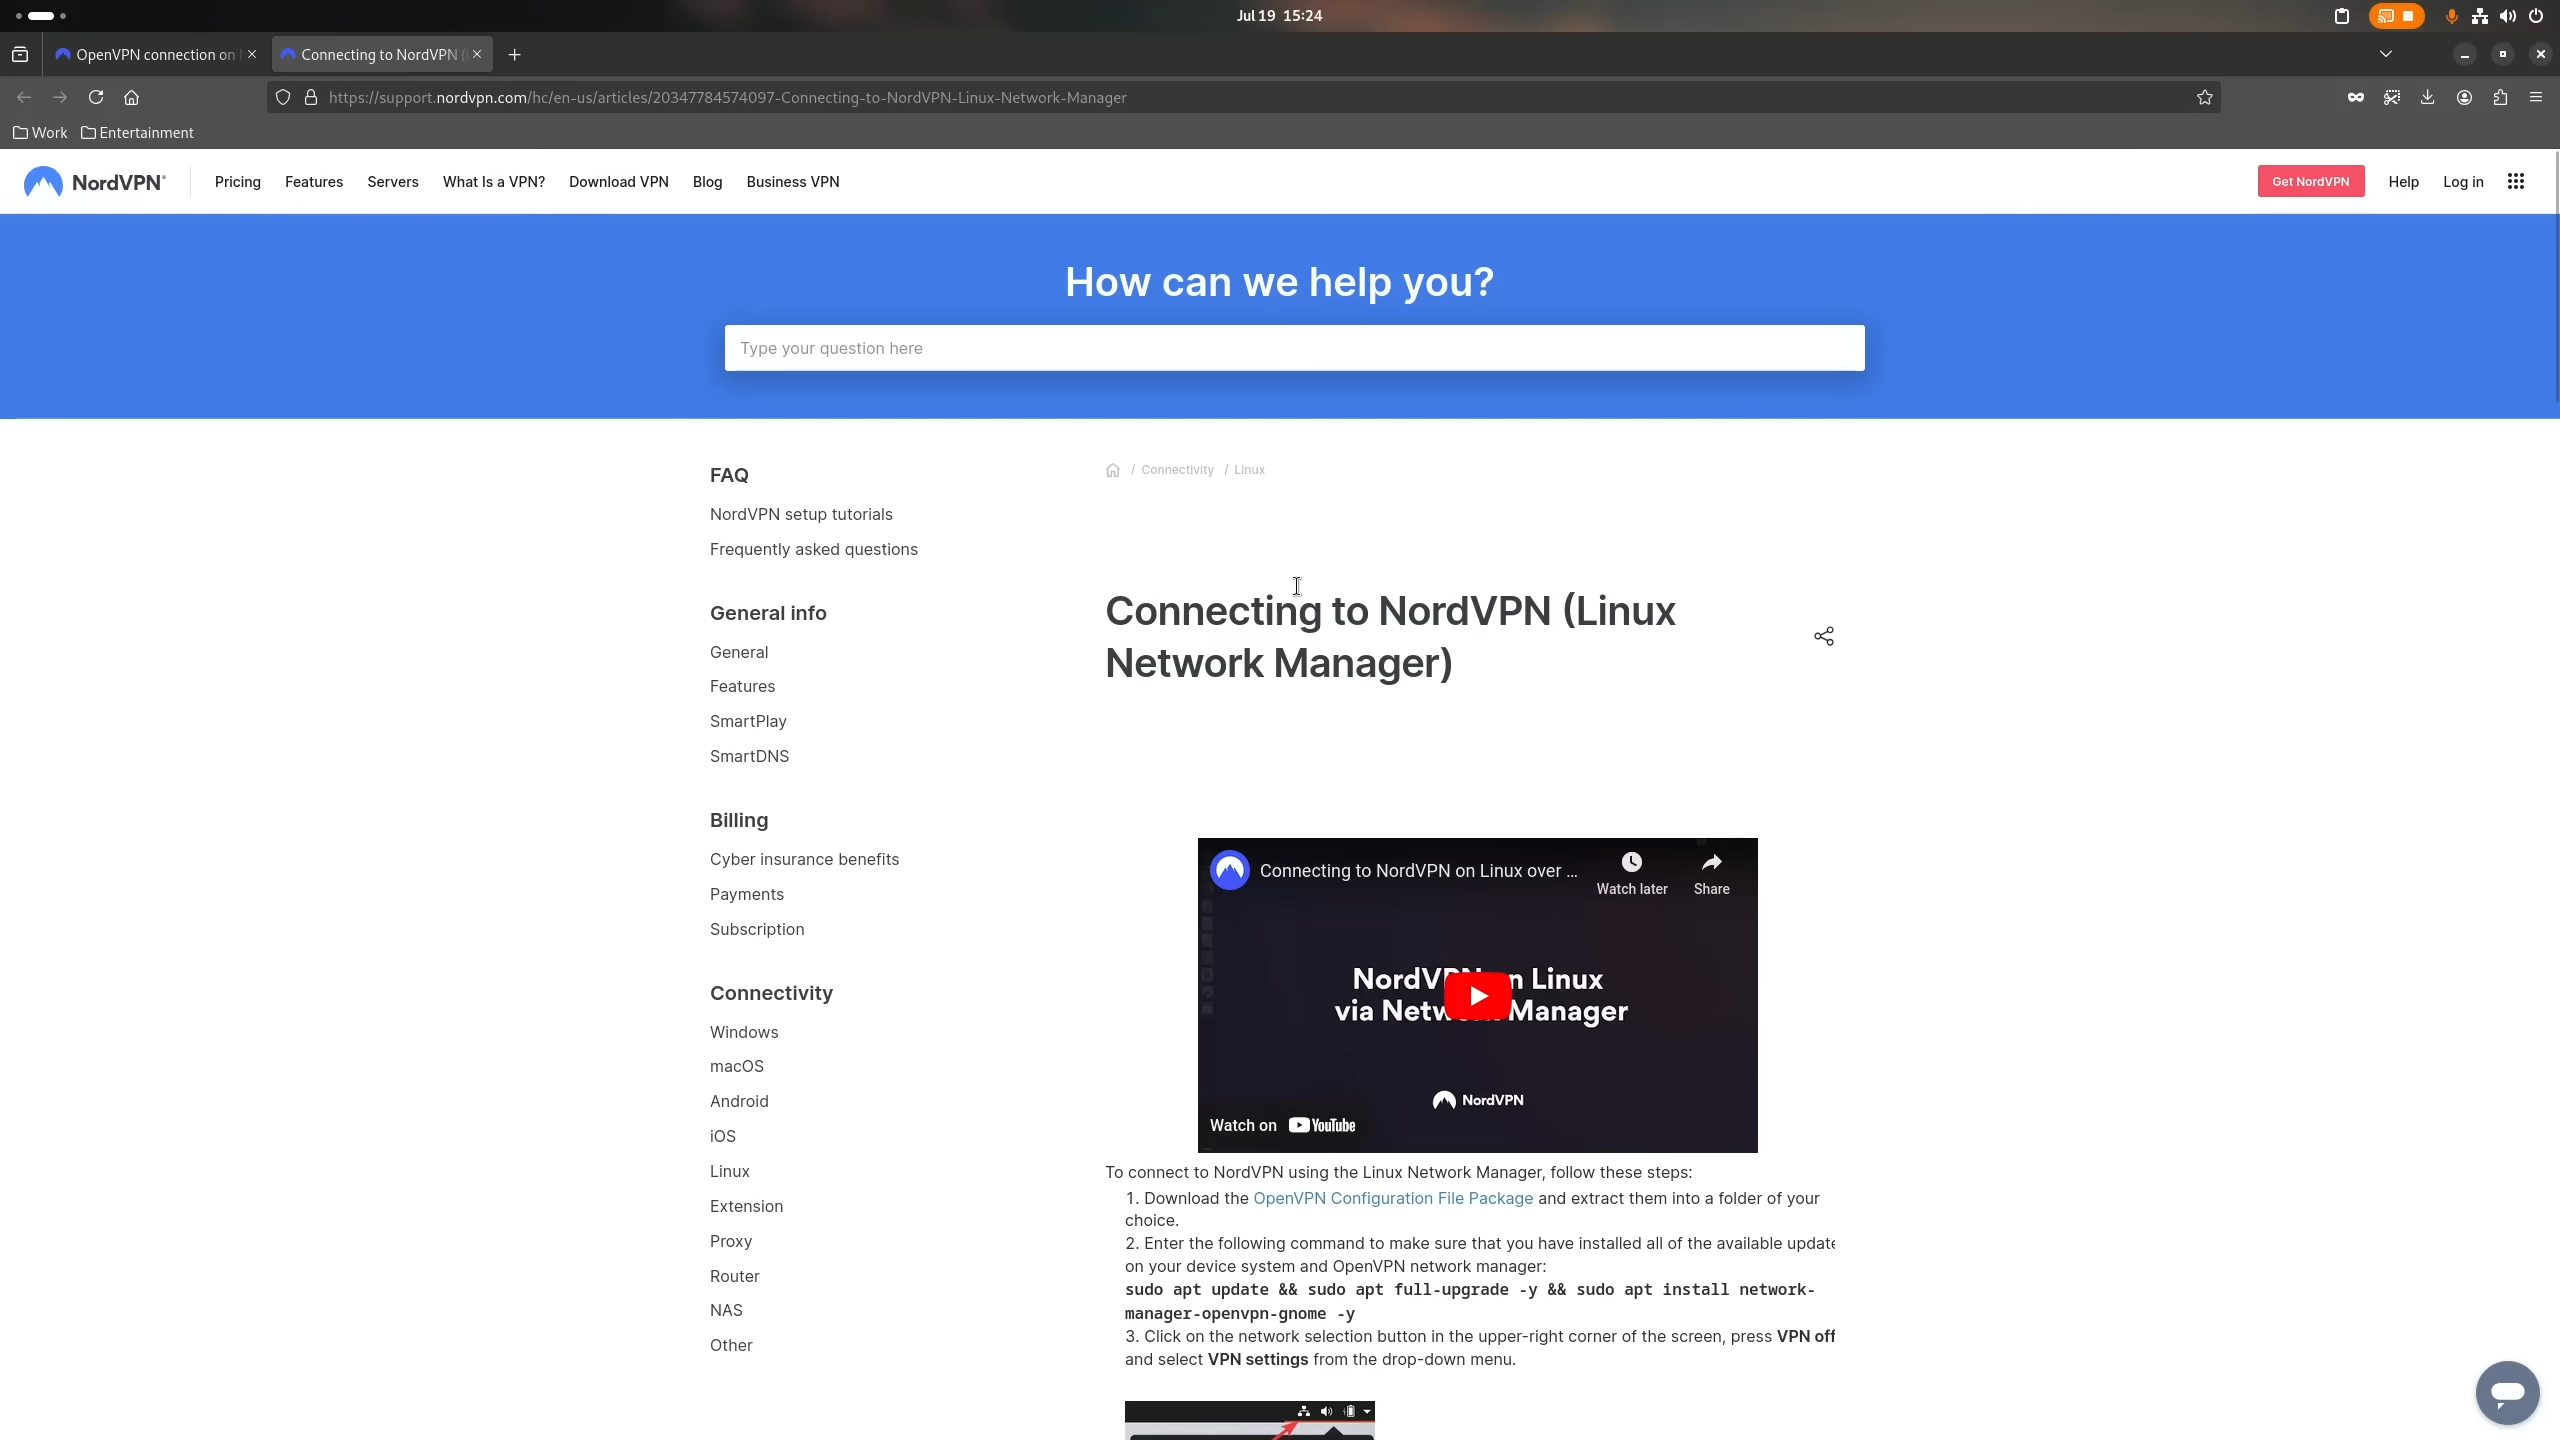 Jul 19 15:24
OpenVPN connection on
Connecting to NordVPN (
https://support.nordvpn.com/hc/en-us/articles/20347784574097-Connecting-to-NordVPN-Linux-Network-Manager
Work Entertainment
NordVPN®
Pricing Features Servers What Is a VPN? Download VPN Blog Business VPN
Get NordVPN Help Log in
How can we help you?
Type your question here
FAQ
NordVPN setup tutorials
Frequently asked questions
General info
General
Features
SmartPlay
SmartDNS
Billing
Cyber insurance benefits
Payments
Subscription
Connectivity
Windows
macOS
Android
iOS
Linux
Extension
Proxy
Router
NAS
Other
/ Connectivity / Linux
Connecting to NordVPN (Linux
Network Manager)
Connecting to NordVPN on Linux over ...
Watch later
Share
NordVPN on Linux
via Network Manager
NordVPN
Watch on YouTube
To connect to NordVPN using the Linux Network Manager, follow these steps:
1. Download the OpenVPN Configuration File Package and extract them into a folder of your
choice.
2. Enter the following command to make sure that you have installed all of the available update
on your device system and OpenVPN network manager:
sudo apt update && sudo apt full-upgrade -y && sudo apt install network-
manager-openvpn-gnome -y
3. Click on the network selection button in the upper-right corner of the screen, press VPN off
and select VPN settings from the drop-down menu.